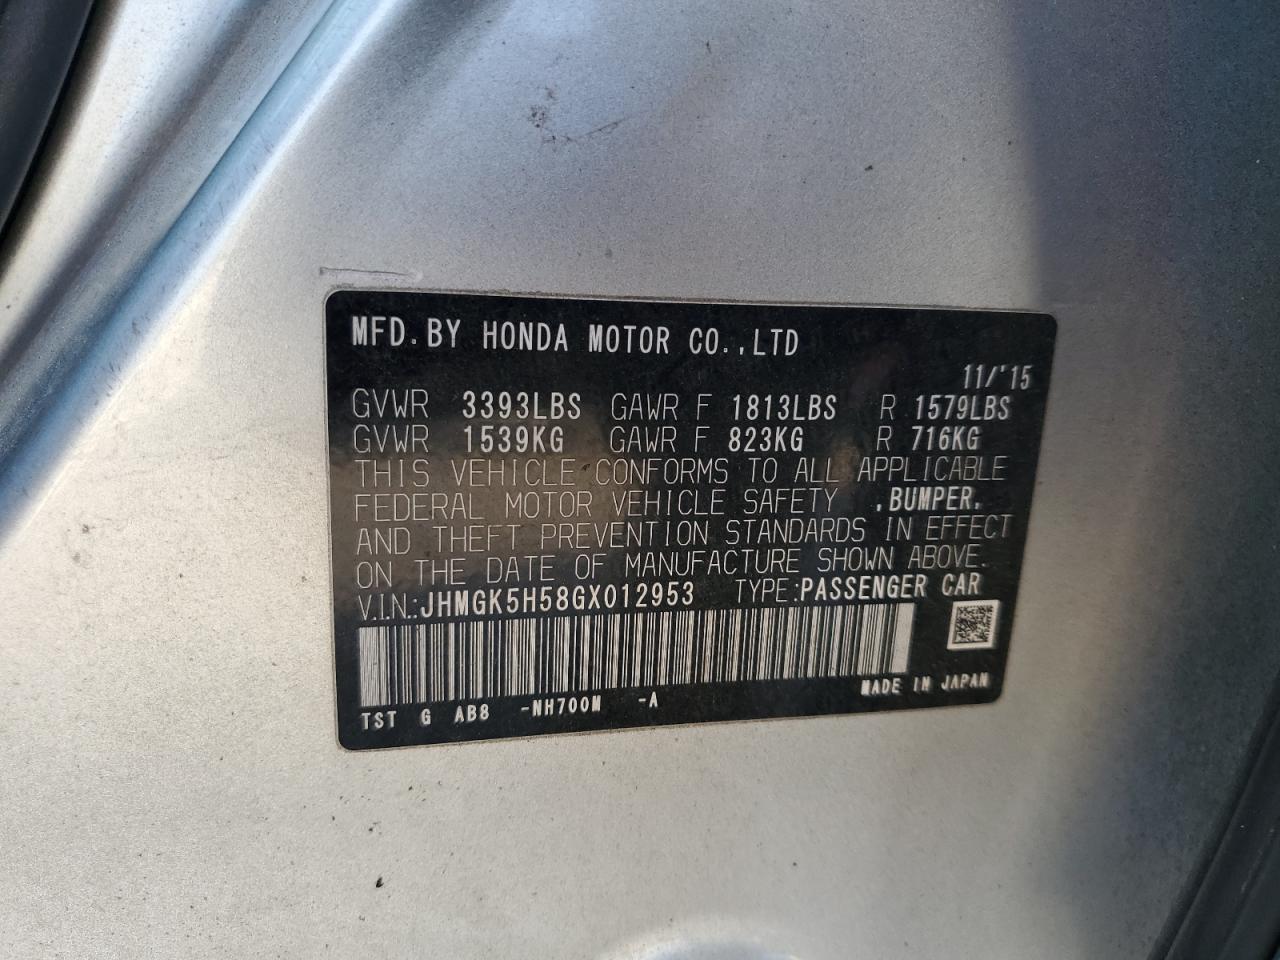 MFD.BY HONDA MOTOR CO.,LTD
11/'15
GVWR 3393LBS GAWR F 1813LBS R 1579LBS
GVWR 1539KG GAWR F 823KG R 716KG
THIS VEHICLE CONFORMS TO ALL APPLICABLE
FEDERAL MOTOR VEHICLE SAFETY ,BUMPER,
AND THEFT PREVENTION STANDARDS IN EFFECT
ON THE DATE OF MANUFACTURE SHOWN ABOVE.
V.I.N.:JHMGK5H58GX012953 TYPE:PASSENGER CAR
MADE IN JAPAN
TST G AB8 -NH700M -A